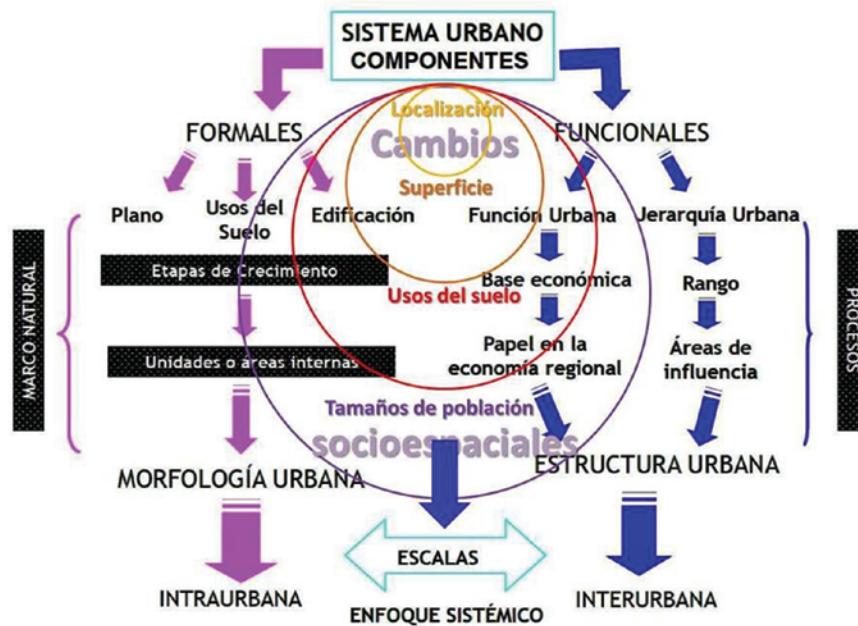 SISTEMA URBANO
COMPONENTES
Localización
FORMALES
Cambios
FUNCIONALES
Superficie
Plano
Usos del
Suelo
Edificación
Función Urbana
Jerarquía Urbana
MARCO NATURAL
Etapas de Crecimiento
Base económica
Rango
PROCESOS
Usos del suelo
Unidades o áreas internas
Papel en la
economía regional
Áreas de
influencia
Tamaños de población
socioespaciales
MORFOLOGÍA URBANA
ESTRUCTURA URBANA
ESCALAS
INTRAURBANA
INTERURBANA
ENFOQUE SISTÉMICO